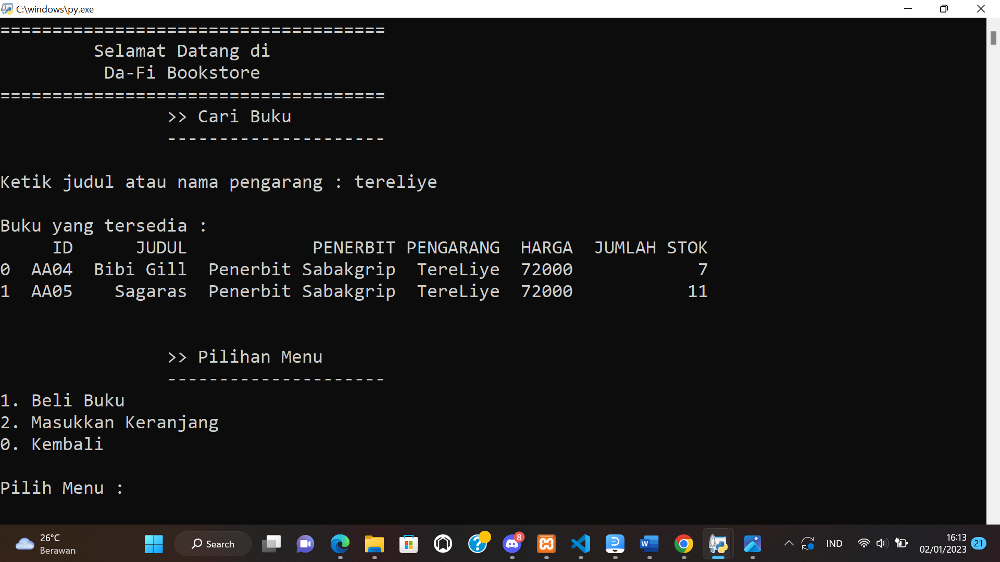 C:\windows\py.exe
=====================================
Selamat Datang di
Da-Fi Bookstore
=====================================
>> Cari Buku
---------------------
Ketik judul atau nama pengarang : tereliye
Buku yang tersedia :
ID JUDUL PENERBIT PENGARANG HARGA JUMLAH STOK
0 AA04 Bibi Gill Penerbit Sabakgrip TereLiye 72000 7
1 AA05 Sagaras Penerbit Sabakgrip TereLiye 72000 11
>> Pilihan Menu
---------------------
1. Beli Buku
2. Masukkan Keranjang
0. Kembali
Pilih Menu :
26°C
Berawan
Search
8
IND
16:13
02/01/2023
21